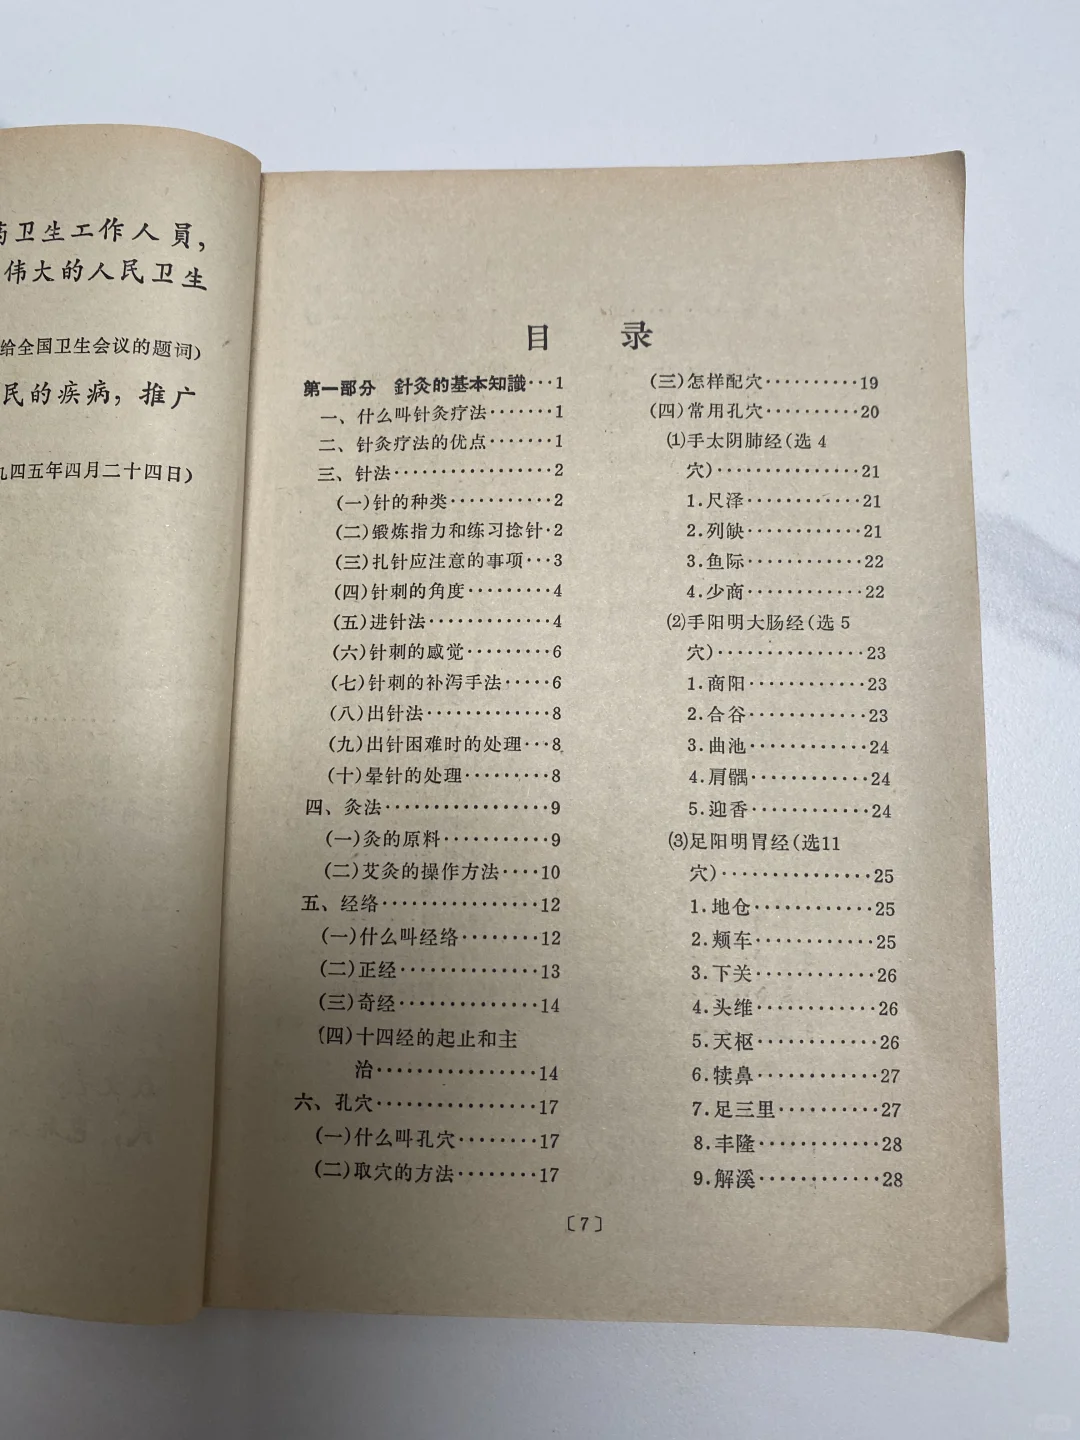 卫生工作人員，
伟大的人民卫生
给全国卫生会议的题词)
民的疾病，推广
九四五年四月二十四日)
目 录
第一部分 針灸的基本知識···1
一、什么叫针灸疗法·······1
二、针灸疗法的优点·······1
三、针法···············2
(一)针的种类··········2
(二)锻炼指力和练习捻针·2
(三)扎针应注意的事项···3
(四)针刺的角度·········4
(五)进针法·············4
(六)针刺的感觉·········6
(七)针刺的补泻手法·····6
(八)出针法·············8
(九)出针困难时的处理···8
(十)晕针的处理·········8
四、灸法·················9
(一)灸的原料···········9
(二)艾灸的操作方法····10
五、经络················12
(一)什么叫经络········12
(二)正经··············13
(三)奇经··············14
(四)十四经的起止和主
治················14
六、孔穴················17
(一)什么叫孔穴········17
(二)取穴的方法········17
(三)怎样配穴··········19
(四)常用孔穴··········20
⑴手太阴肺经(选 4
穴)···············21
1.尺泽············21
2.列缺············21
3.鱼际············22
4.少商············22
⑵手阳明大肠经(选 5
穴)···············23
1.商阳············23
2.合谷············23
3.曲池············24
4.肩髃············24
5.迎香············24
⑶足阳明胃经(选11
穴)···············25
1.地仓············25
2.颊车············25
3.下关············26
4.头维············26
5.天枢············26
6.犊鼻············27
7.足三里··········27
8.丰隆············28
9.解溪············28
〔7〕